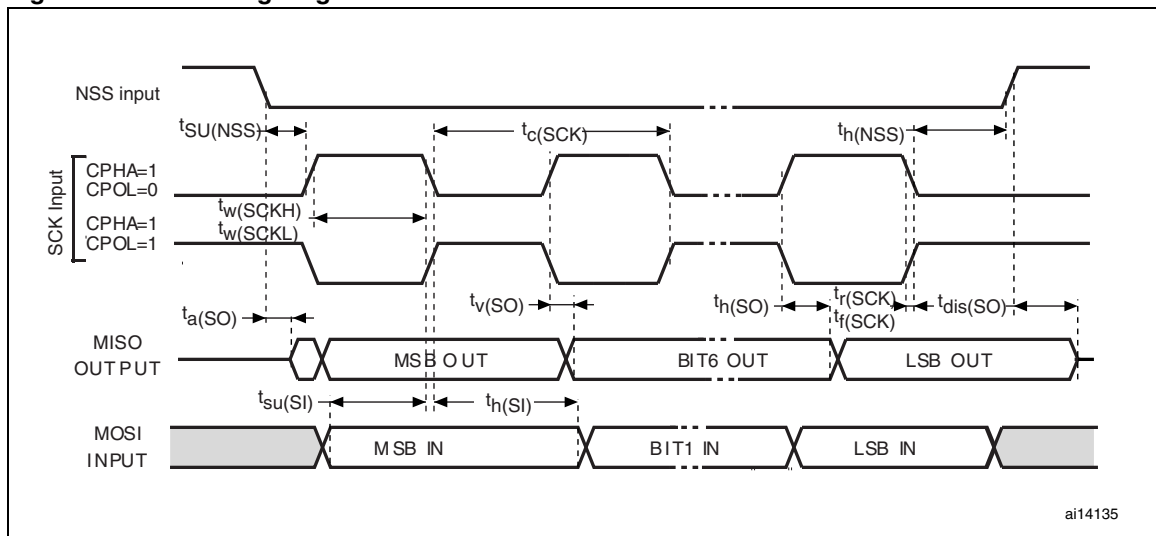 NSS input
tSU(NSS)
tc(SCK)
th(NSS)
SCK Input
CPHA=1
CPOL=0
tw(SCKH)
CPHA=1
tw(SCKL)
CPOL=1
ta(SO)
tv(SO)
th(SO)
tr(SCK)
tf(SCK)
tdis(SO)
MISO
OUTPUT
MSB OUT
BIT6 OUT
LSB OUT
tsu(SI)
th(SI)
MOSI
INPUT
MSB IN
BIT1 IN
LSB IN
ai14135